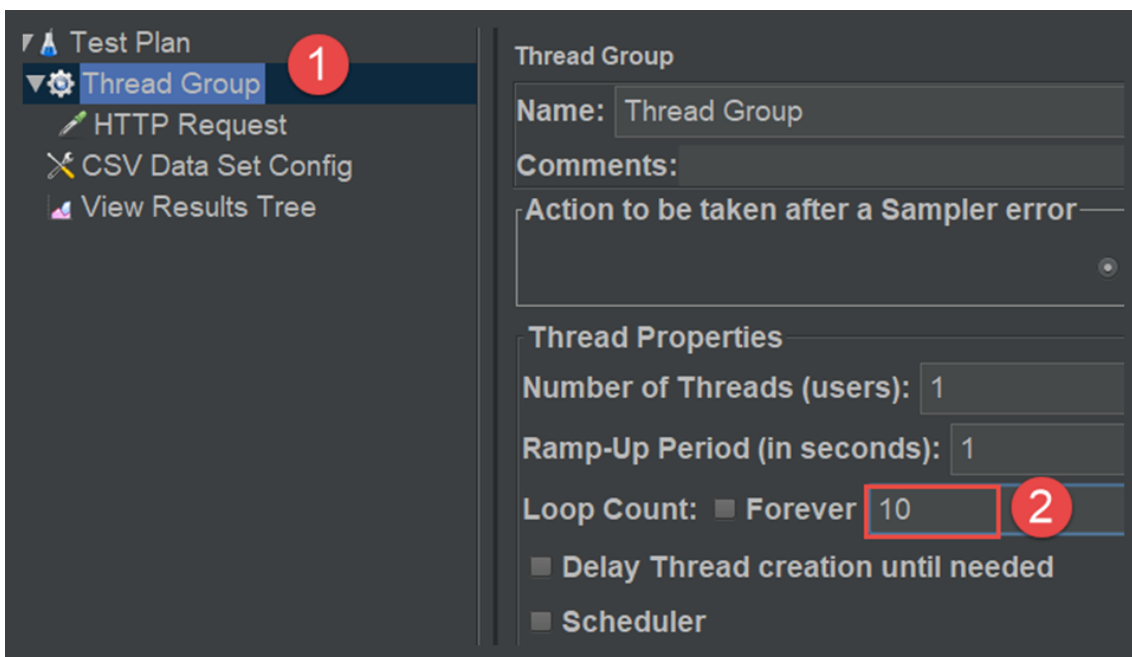 Test Plan
1
Thread Group
HTTP Request
CSV Data Set Config
View Results Tree
Thread Group
Name: Thread Group
Comments:
Action to be taken after a Sampler error
Thread Properties
Number of Threads (users): 1
Ramp-Up Period (in seconds): 1
Loop Count: Forever 10
2
Delay Thread creation until needed
Scheduler